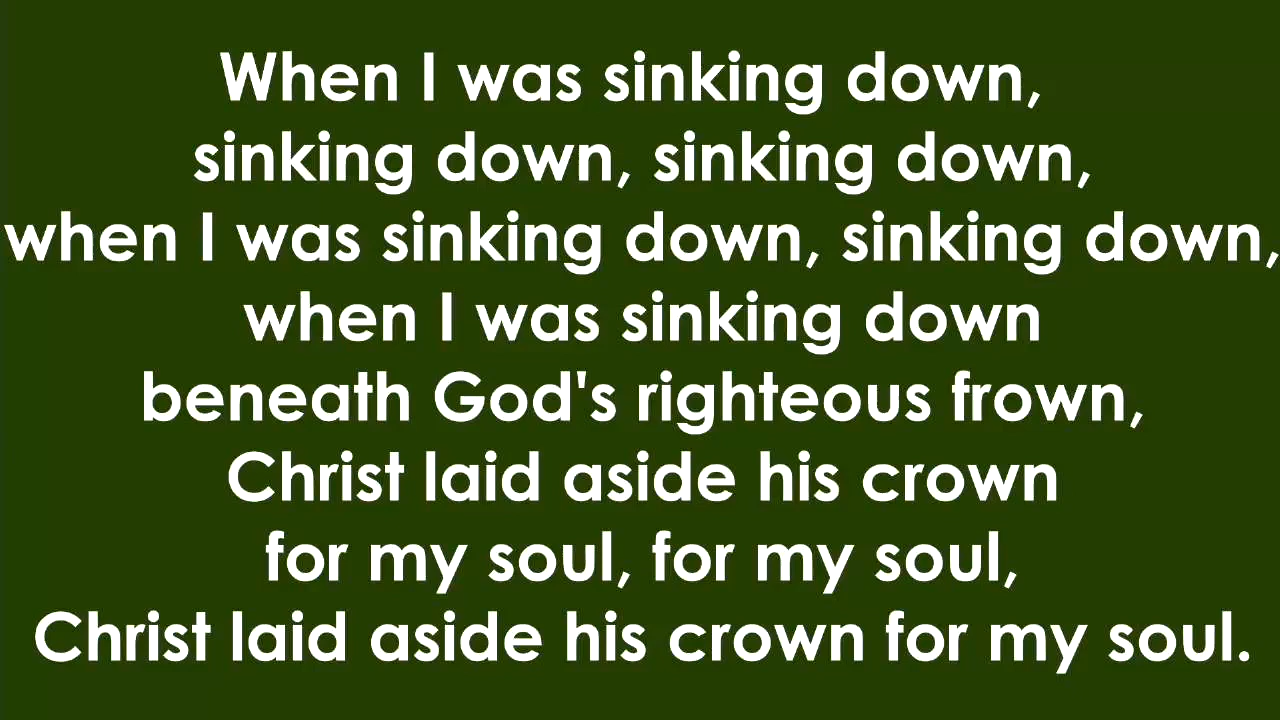 When I was sinking down,
sinking down, sinking down,
when I was sinking down, sinking down,
when I was sinking down
beneath God's righteous frown,
Christ laid aside his crown
for my soul, for my soul,
Christ laid aside his crown for my soul.